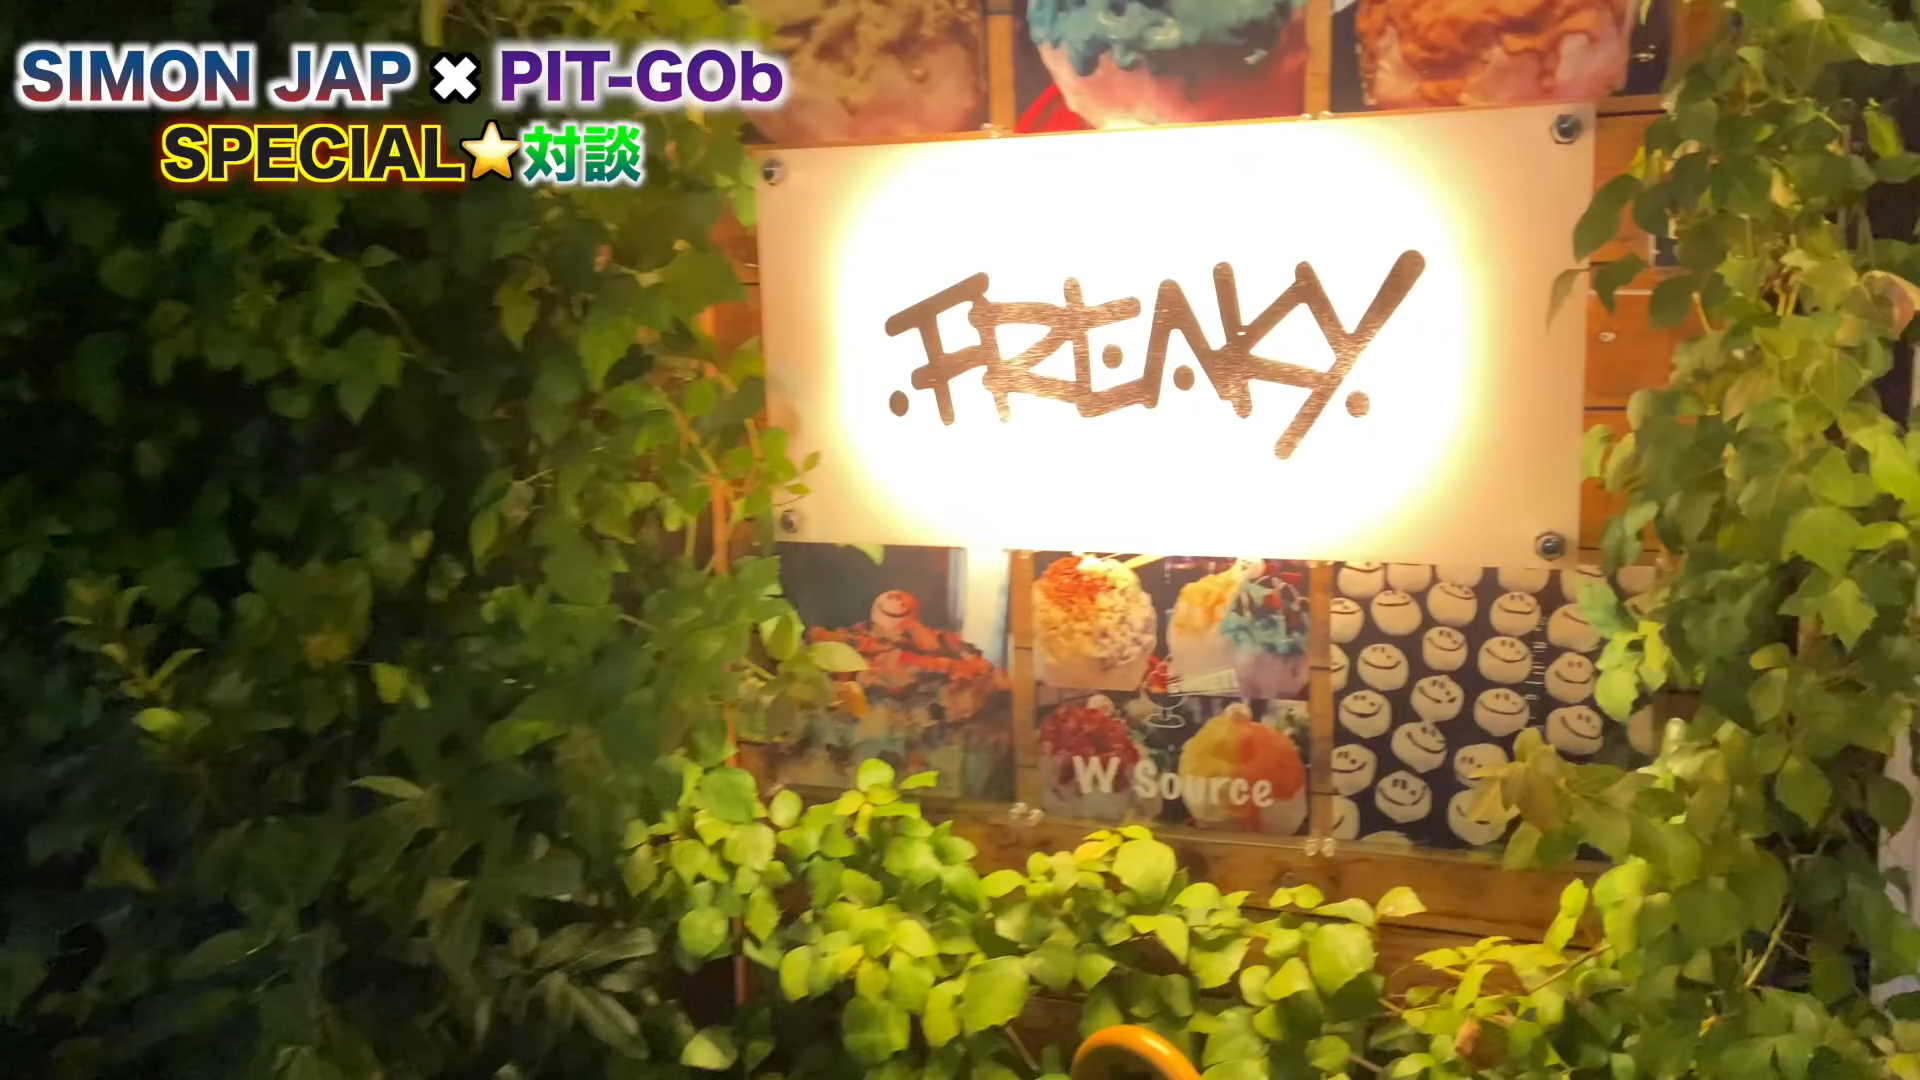 SIMON JAP ✖ PIT-GOb
SPECIAL⭐対談
.FREAKY.
W Source